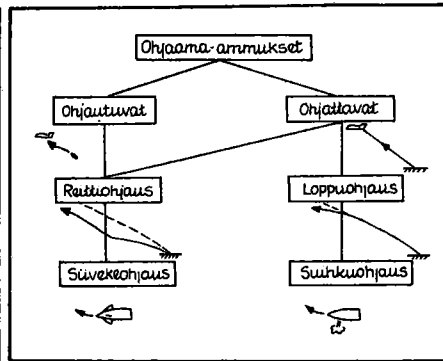 Ohjaama-ammukset
Ohjautuvat
Ohjattavat
Reittiohjaus
Loppuohjaus
Siivekeohjaus
Suihkuohjaus